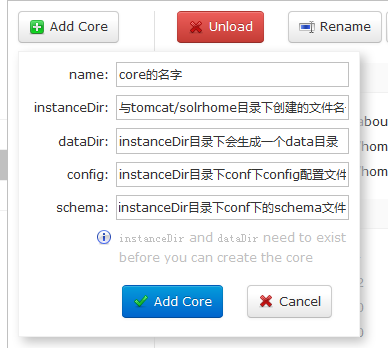 Add Core
Unload
Rename
name: core的名字
instanceDir: 与tomcat/solrhome目录下创建的文件名
dataDir: instanceDir目录下会生成一个data目录
config: instanceDir目录下conf下config配置文件
schema: instanceDir目录下conf下的schema文件
instanceDir and dataDir need to exist
before you can create the core
Add Core
Cancel
abou
/hom
/hom